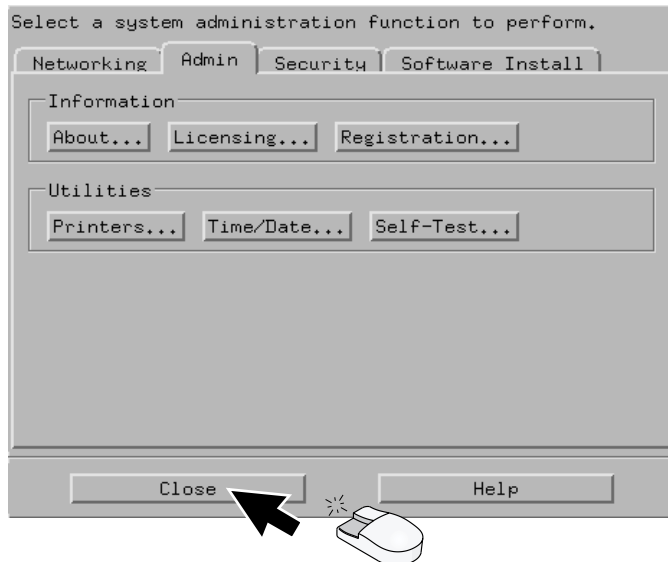 Select a system administration function to perform.
Networking Admin Security Software Install
Information
About... Licensing... Registration...
Utilities
Printers... Time/Date... Self-Test...
Close Help